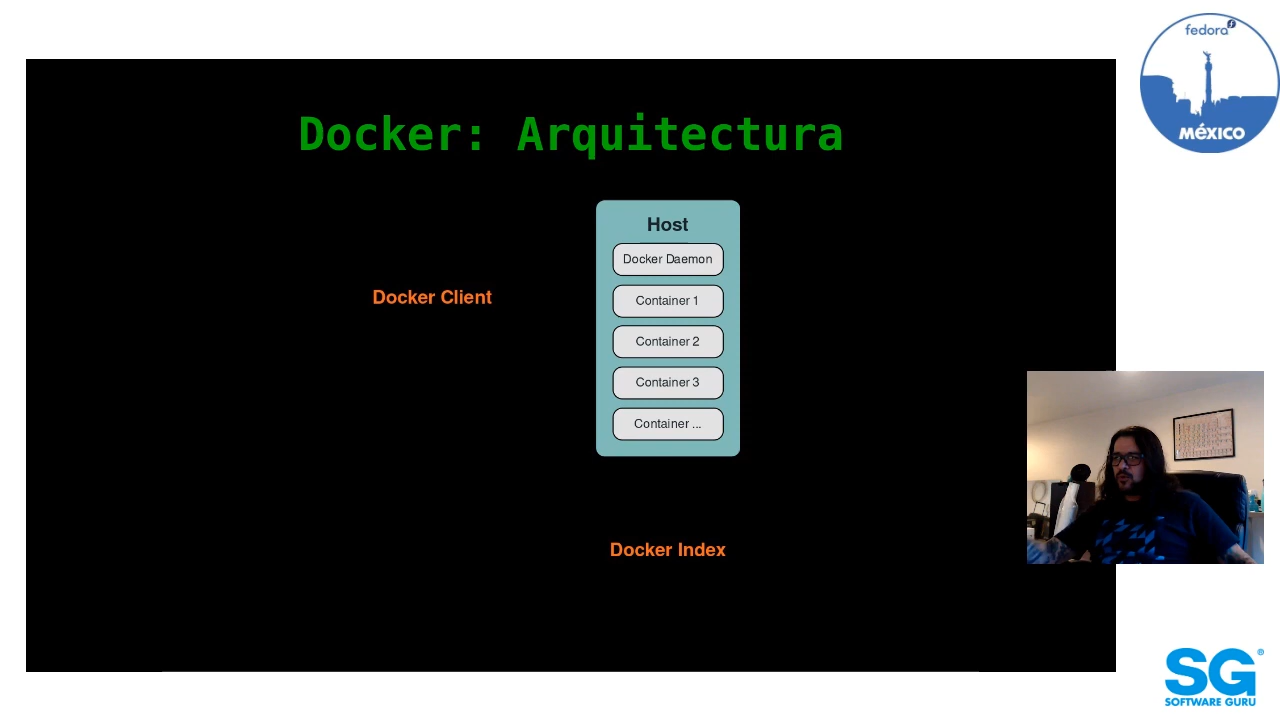 fedora
MÉXICO
Docker: Arquitectura
Host
Docker Daemon
Container 1
Container 2
Container 3
Container ...
Docker Client
Docker Index
SG®
SOFTWARE GURU